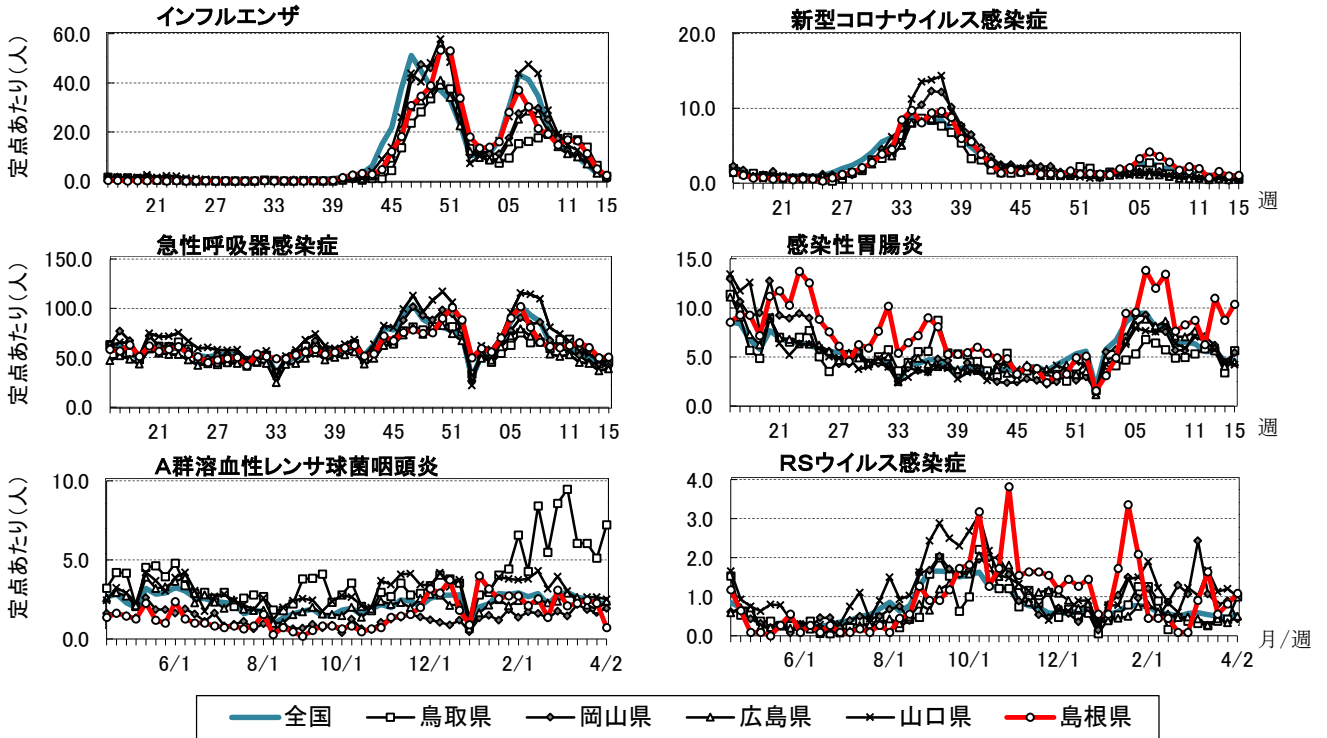 インフルエンザ
定点あたり(人)
60.0
40.0
20.0
0.0
21 27 33 39 45 51 05 11 15
新型コロナウイルス感染症
20.0
10.0
0.0
21 27 33 39 45 51 05 11 15 週
急性呼吸器感染症
定点あたり(人)
150.0
100.0
50.0
0.0
21 27 33 39 45 51 05 11 15
感染性胃腸炎
15.0
10.0
5.0
0.0
21 27 33 39 45 51 05 11 15 週
A群溶血性レンサ球菌咽頭炎
定点あたり(人)
10.0
5.0
0.0
6/1 8/1 10/1 12/1 2/1 4/2
RSウイルス感染症
4.0
3.0
2.0
1.0
0.0
6/1 8/1 10/1 12/1 2/1 4/2 月/週
全国 鳥取県 岡山県 広島県 山口県 島根県